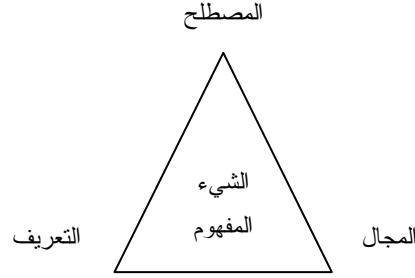 المصطلح
الشيء
المفهوم
المجال
التعريف